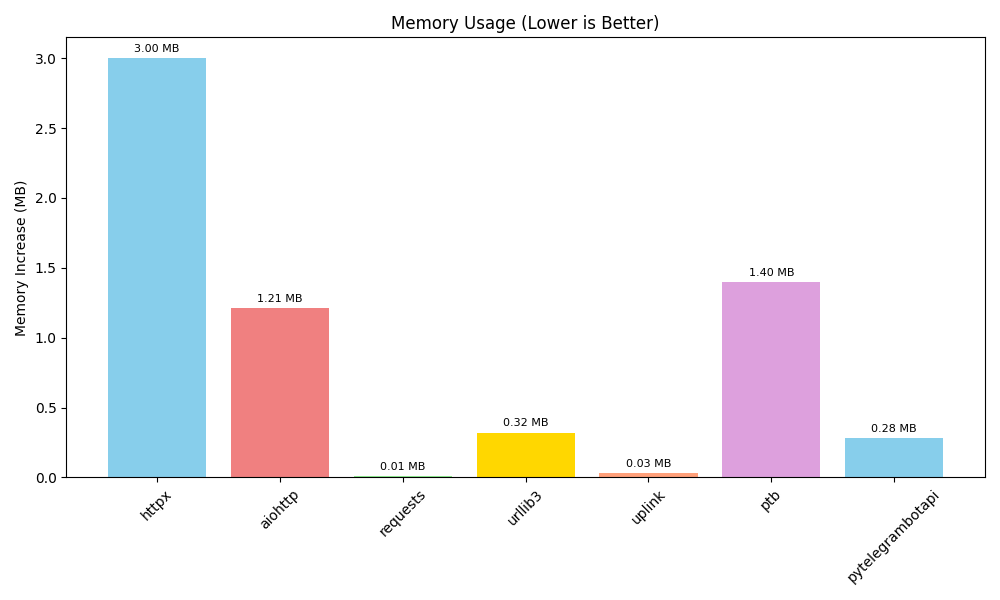 Memory Usage (Lower is Better)
Memory Increase (MB)
3.0
2.5
2.0
1.5
1.0
0.5
0.0
3.00 MB
1.21 MB
0.01 MB
0.32 MB
0.03 MB
1.40 MB
0.28 MB
httpx
aiohttp
requests
urllib3
uplink
ptb
pytelegrambotapi